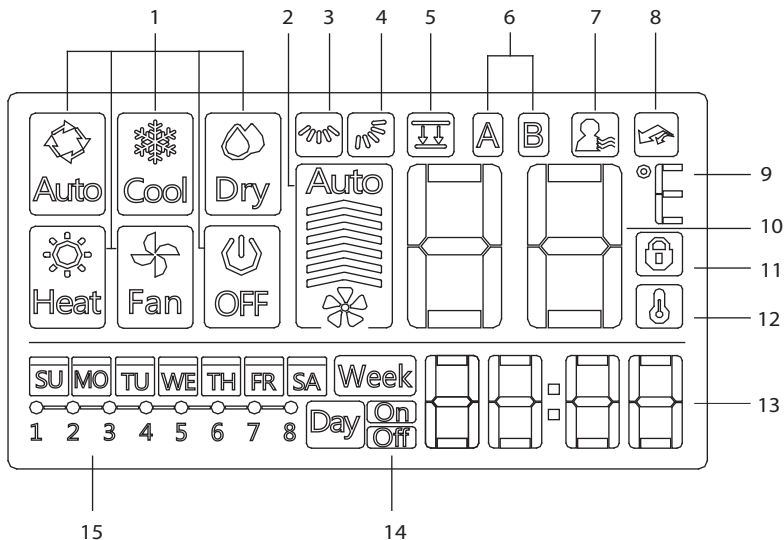 1 2 3 4 5 6 7 8
Auto Cool Dry Auto A B
9
10
Heat Fan OFF
11
12
SU MO TU WE TH FR SA Week 88:88
13
1 2 3 4 5 6 7 8 Day On
Off
15 14